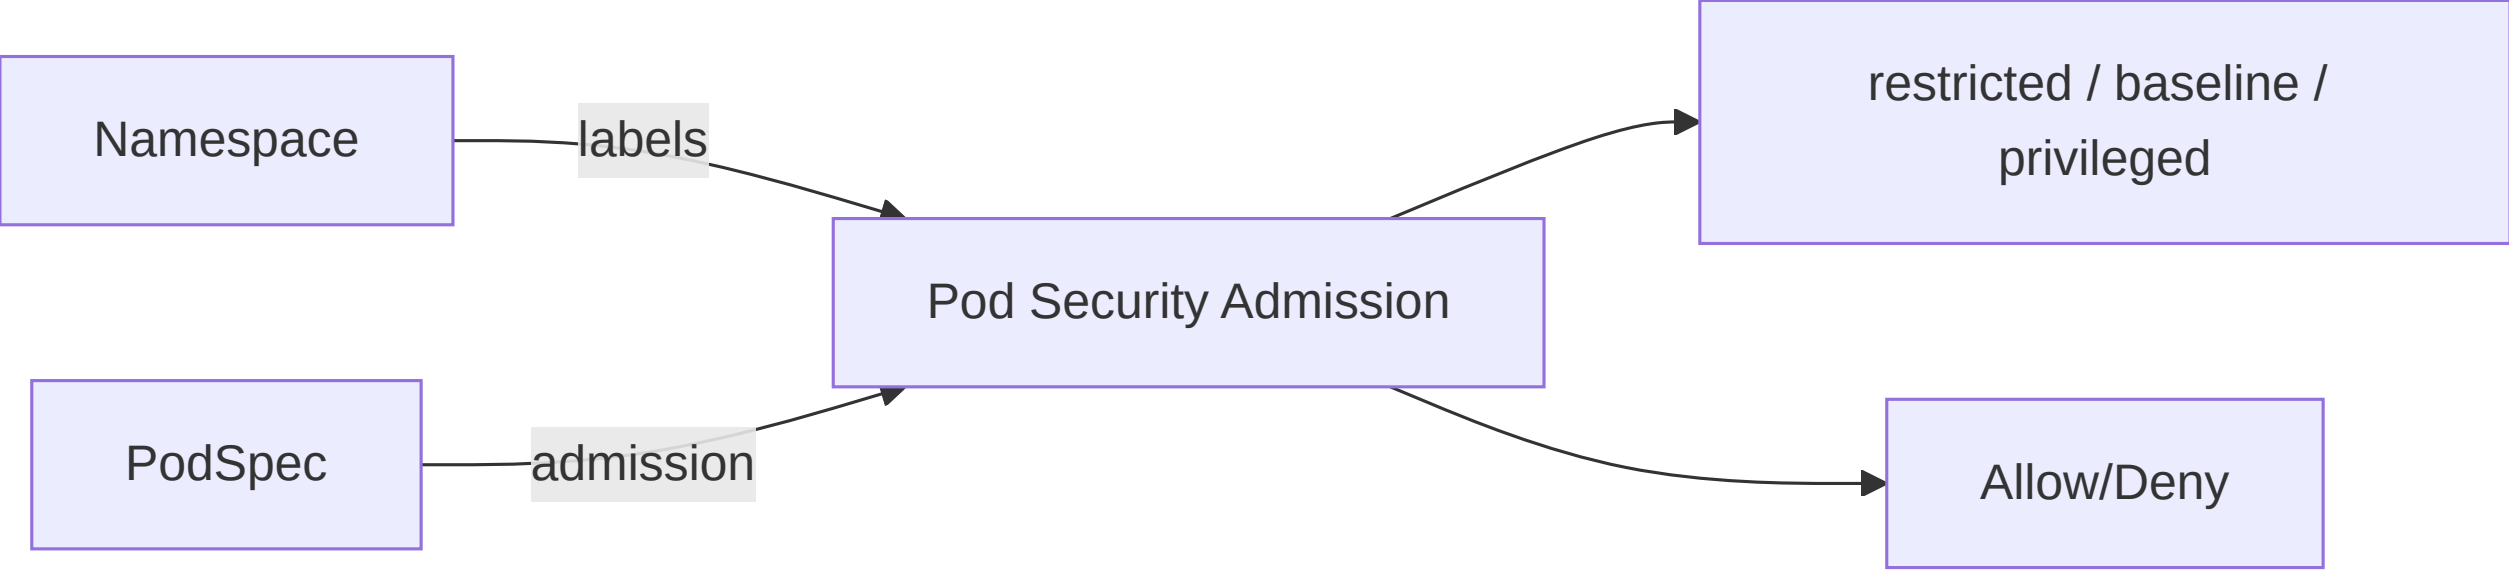 Namespace
labels
PodSpec
admission
Pod Security Admission
restricted / baseline /
privileged
Allow/Deny